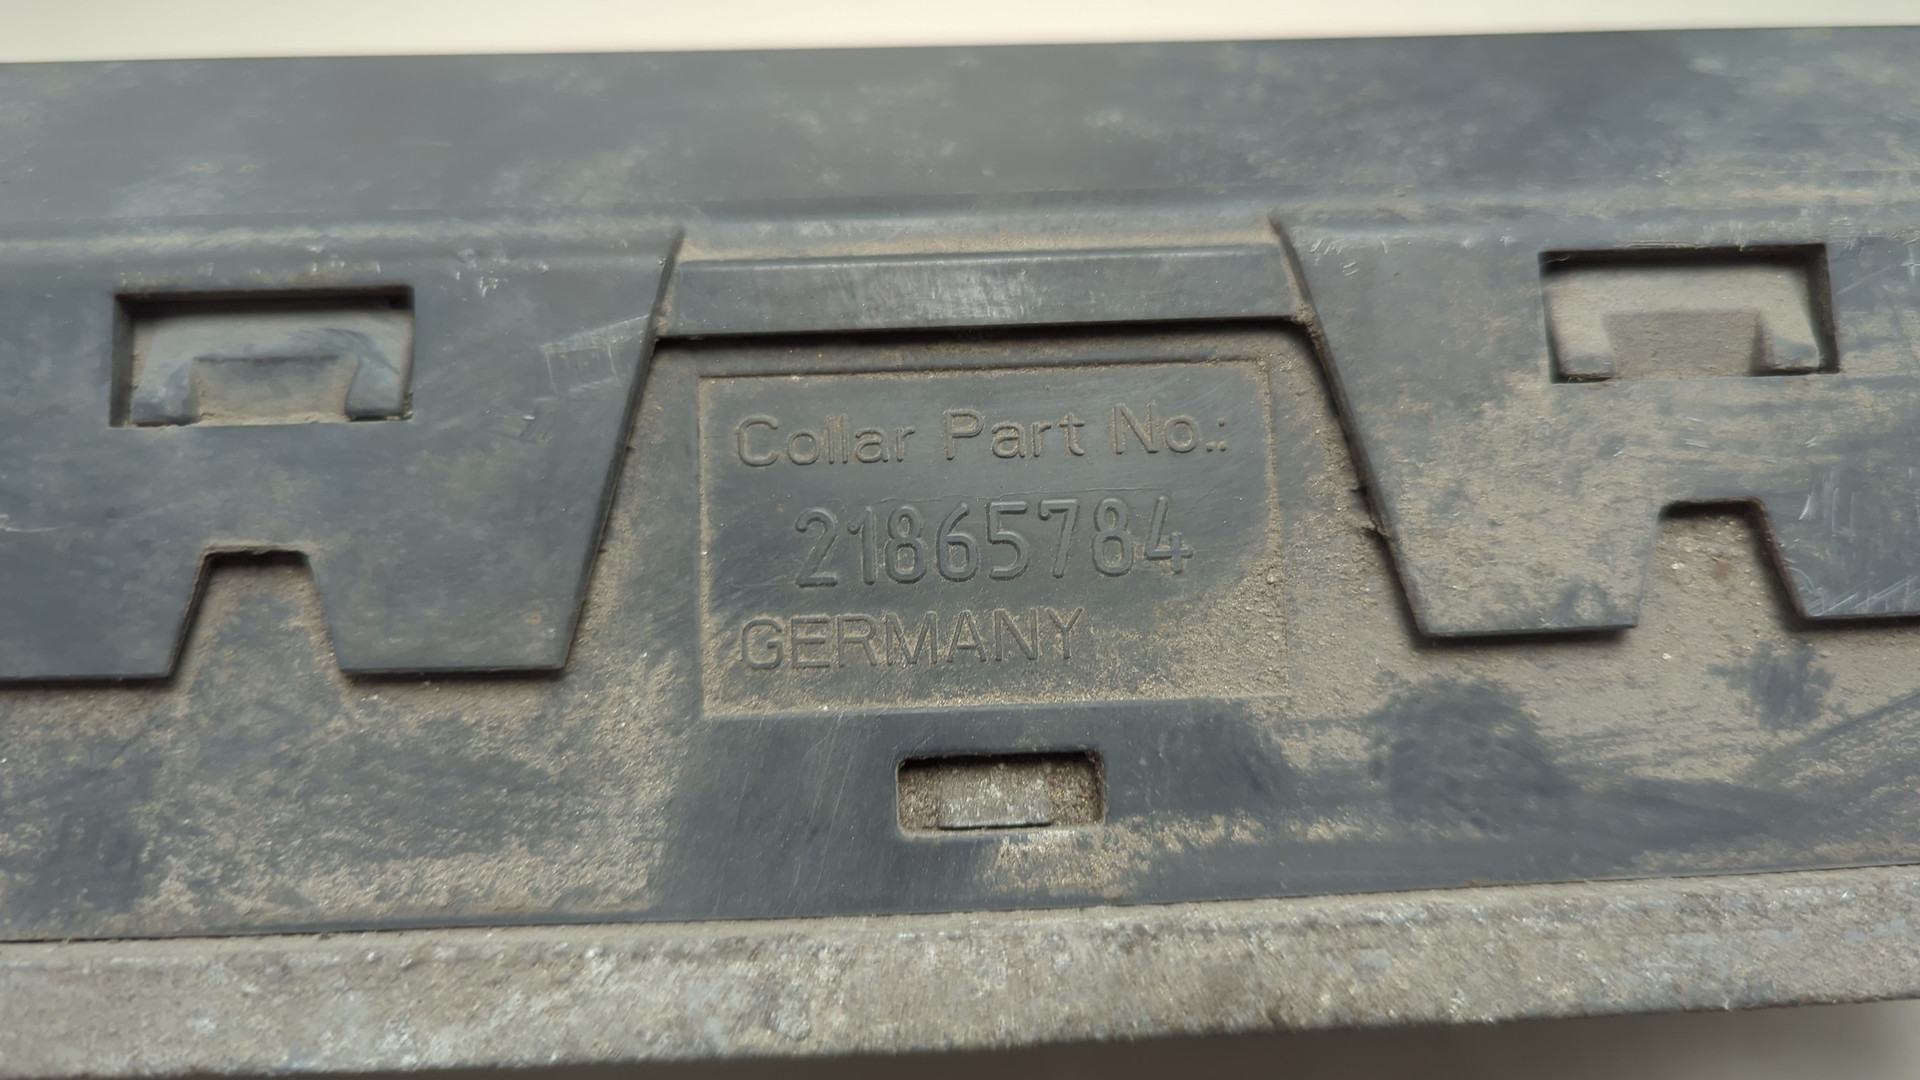 Collar Part No.:
21865784
GERMANY